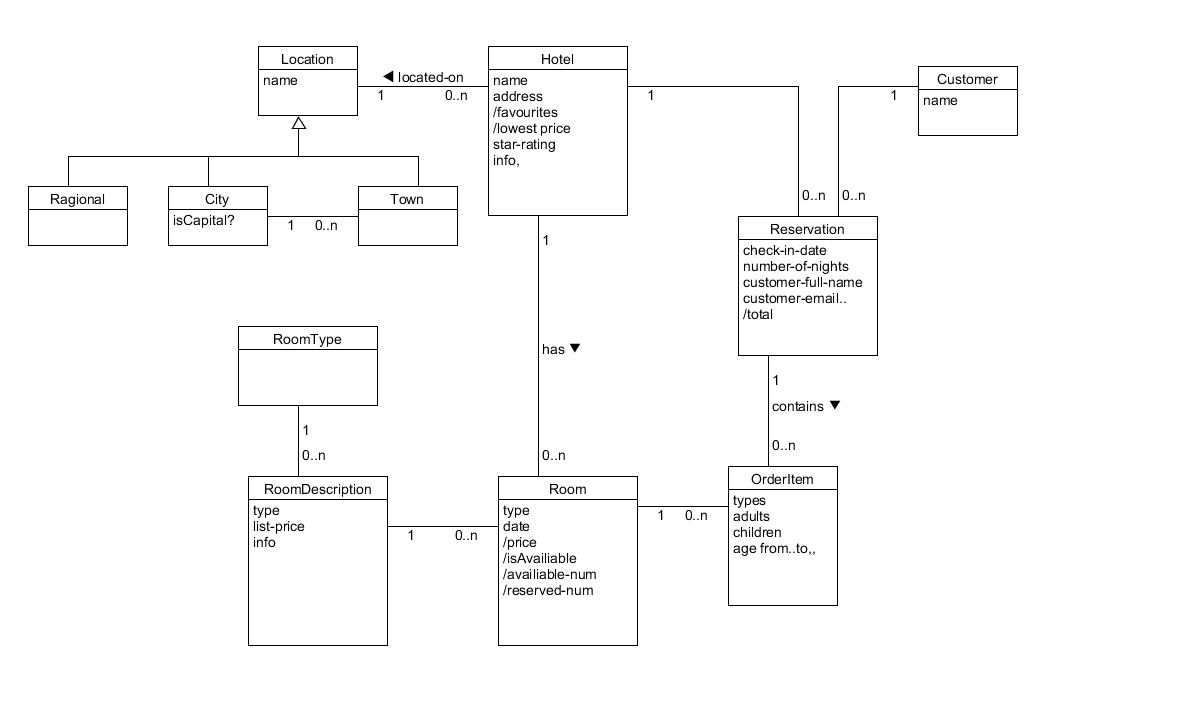 Location
name
◀ located-on
1
0..n
Hotel
name
address
/favourites
/lowest price
star-rating
info,
1
Customer
name
1
Ragional
City
isCapital?
1
0..n
Town
0..n
0..n
Reservation
check-in-date
number-of-nights
customer-full-name
customer-email..
/total
1
has ▼
0..n
RoomType
1
0..n
1
contains ▼
0..n
RoomDescription
type
list-price
info
1
0..n
Room
type
date
/price
/isAvailiable
/availiable-num
/reserved-num
1
0..n
OrderItem
types
adults
children
age from..to,,